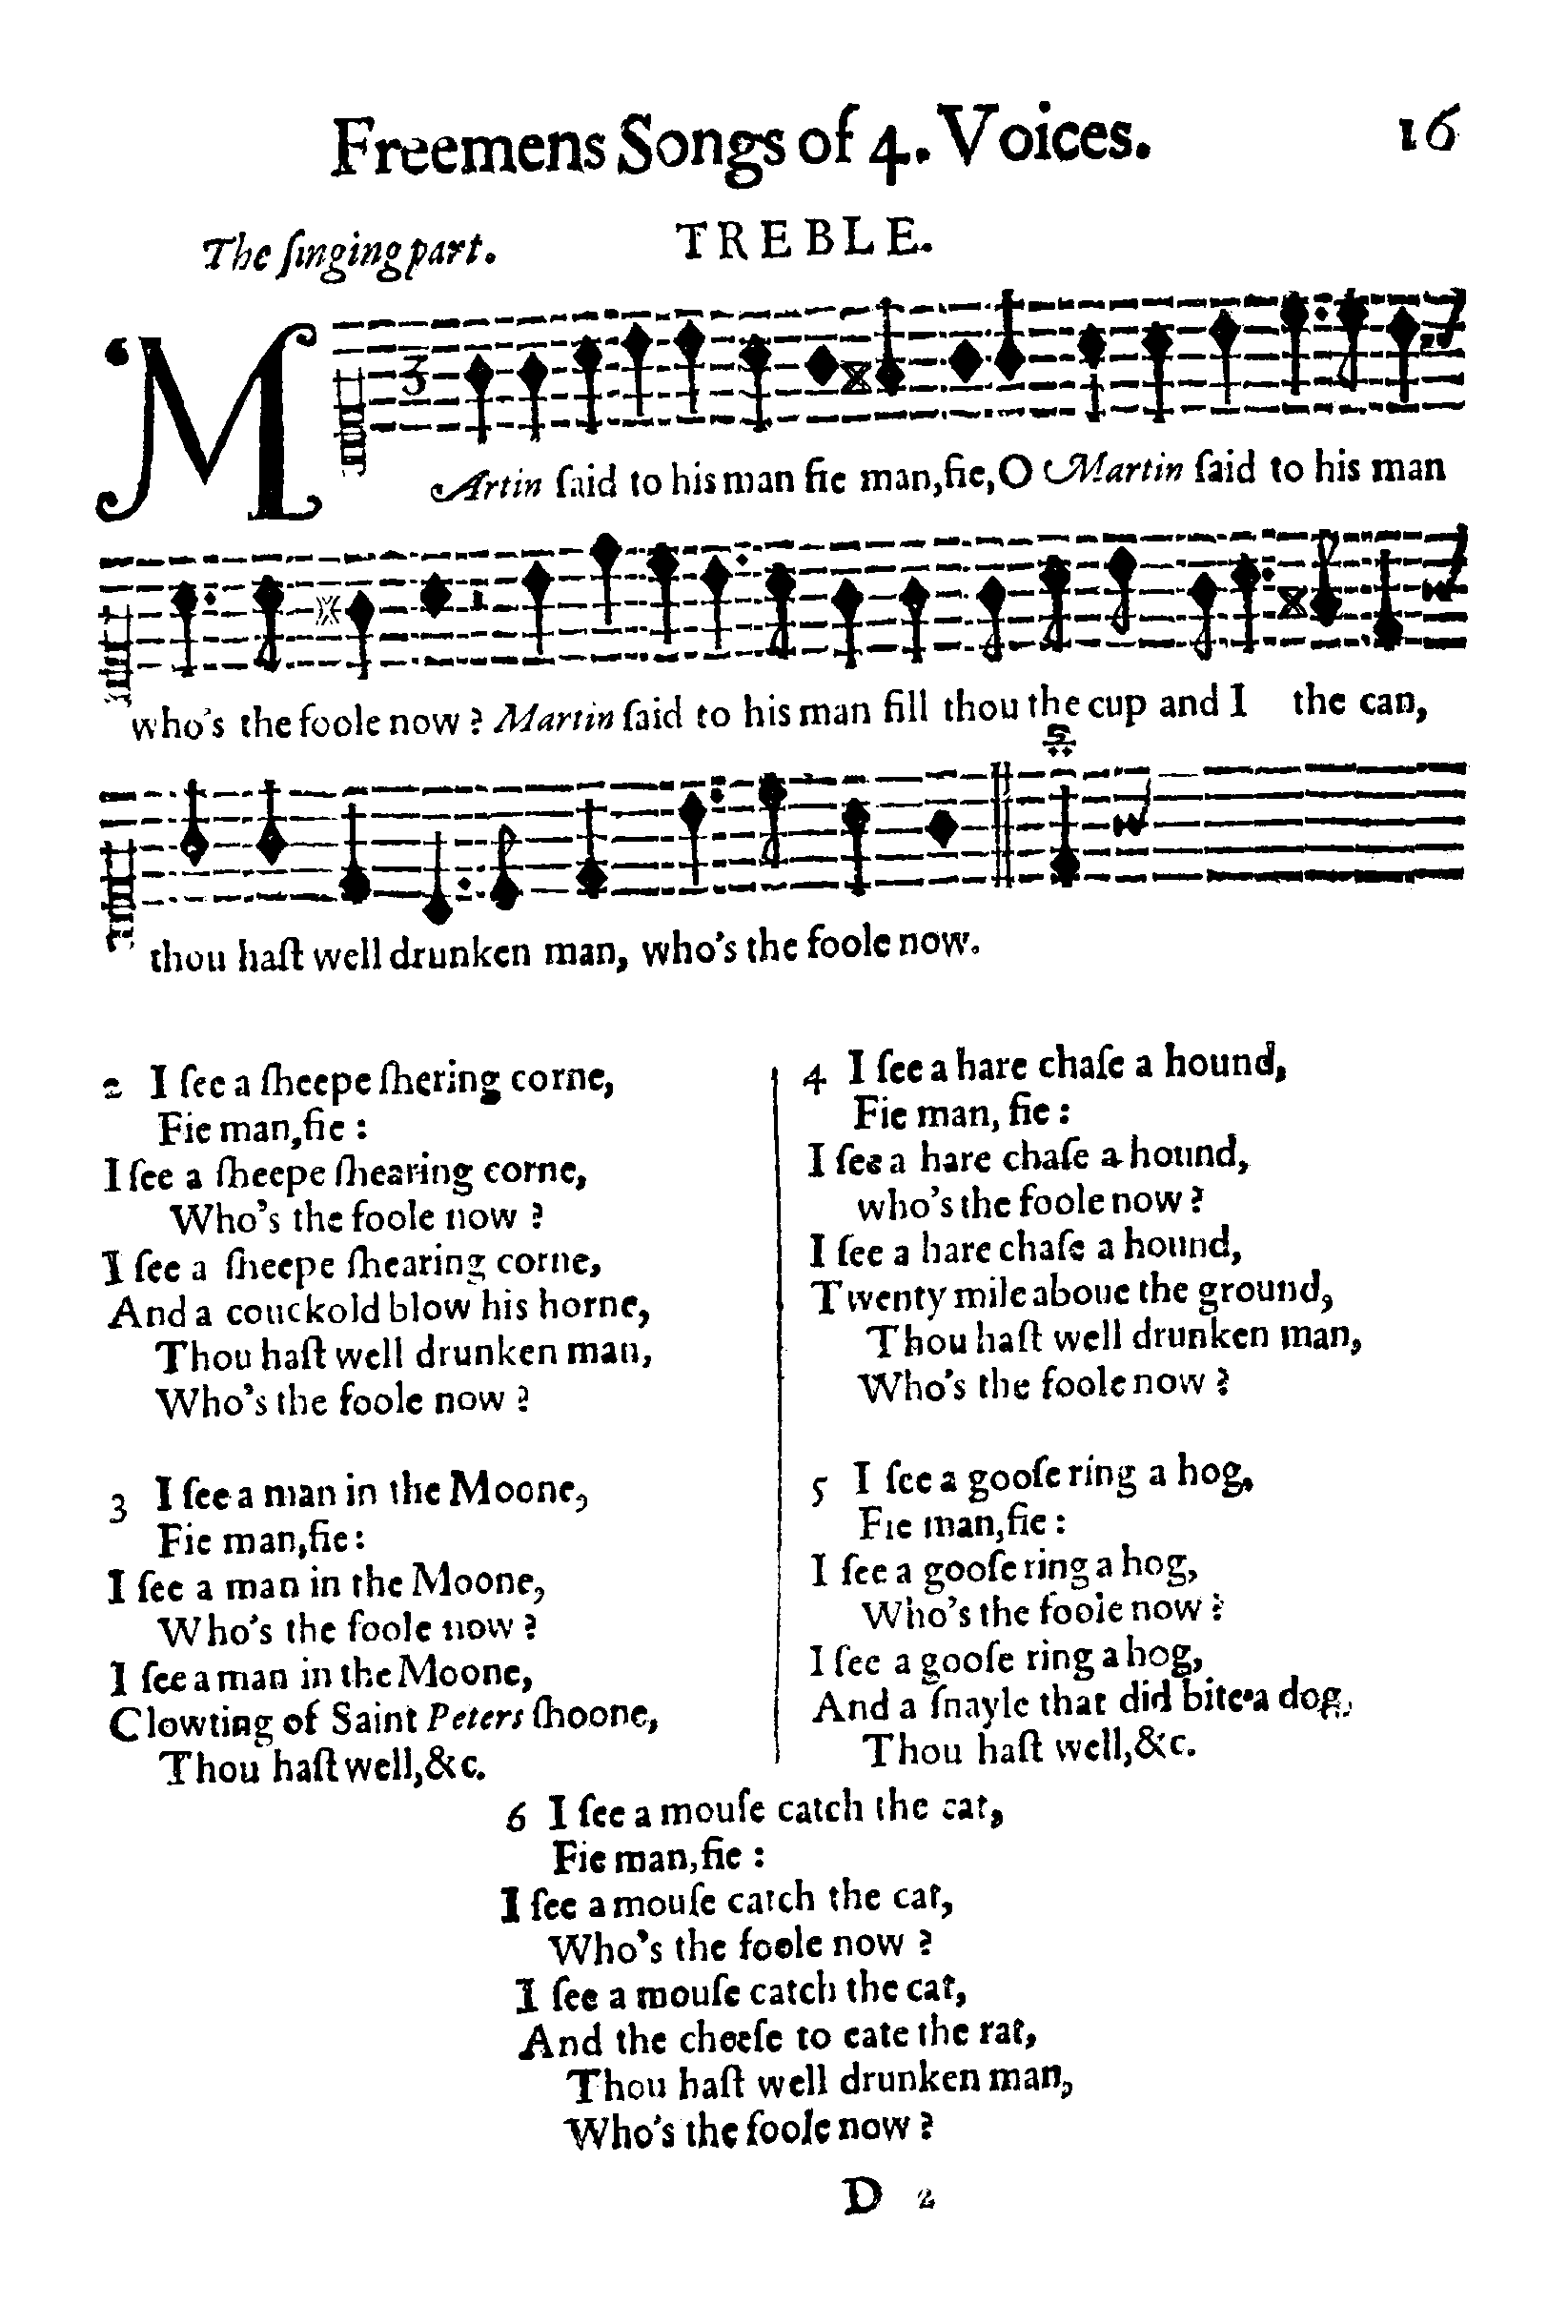 Freemens Songs of 4. Voices. 16
The ſinging part. TREBLE.
MArtin ſaid to his man fie man, fie, O Martin ſaid to his man
who's the foole now? Martin ſaid to his man fill thou the cup and I the can,
thou haſt well drunken man, who's the foole now.
2 I ſee a ſheepe ſhering corne,
Fie man, fie:
I ſee a ſheepe ſhearing corne,
Who's the foole now?
I ſee a ſheepe ſhearing corne,
And a couckold blow his horne,
Thou haſt well drunken man,
Who's the foole now?
3 I ſee a man in the Moone,
Fie man, fie:
I ſee a man in the Moone,
Who's the foole now?
I ſee a man in the Moone,
Clowting of Saint Peters ſhoone,
Thou haſt well, &c.
4 I ſee a hare chaſe a hound,
Fie man, fie:
I ſee a hare chaſe a hound,
who's the foole now?
I ſee a hare chaſe a hound,
Twenty mile aboue the ground,
Thou haſt well drunken man,
Who's the foole now?
5 I ſee a gooſe ring a hog,
Fie man, fie:
I ſee a gooſe ring a hog,
Who's the foole now?
I ſee a gooſe ring a hog,
And a ſnayle that did bite a dog,
Thou haſt well, &c.
6 I ſee a mouſe catch the cat,
Fie man, fie:
I ſee a mouſe catch the cat,
Who's the foole now?
I ſee a mouſe catch the cat,
And the cheeſe to eate the rat,
Thou haſt well drunken man,
Who's the foole now?
D 2